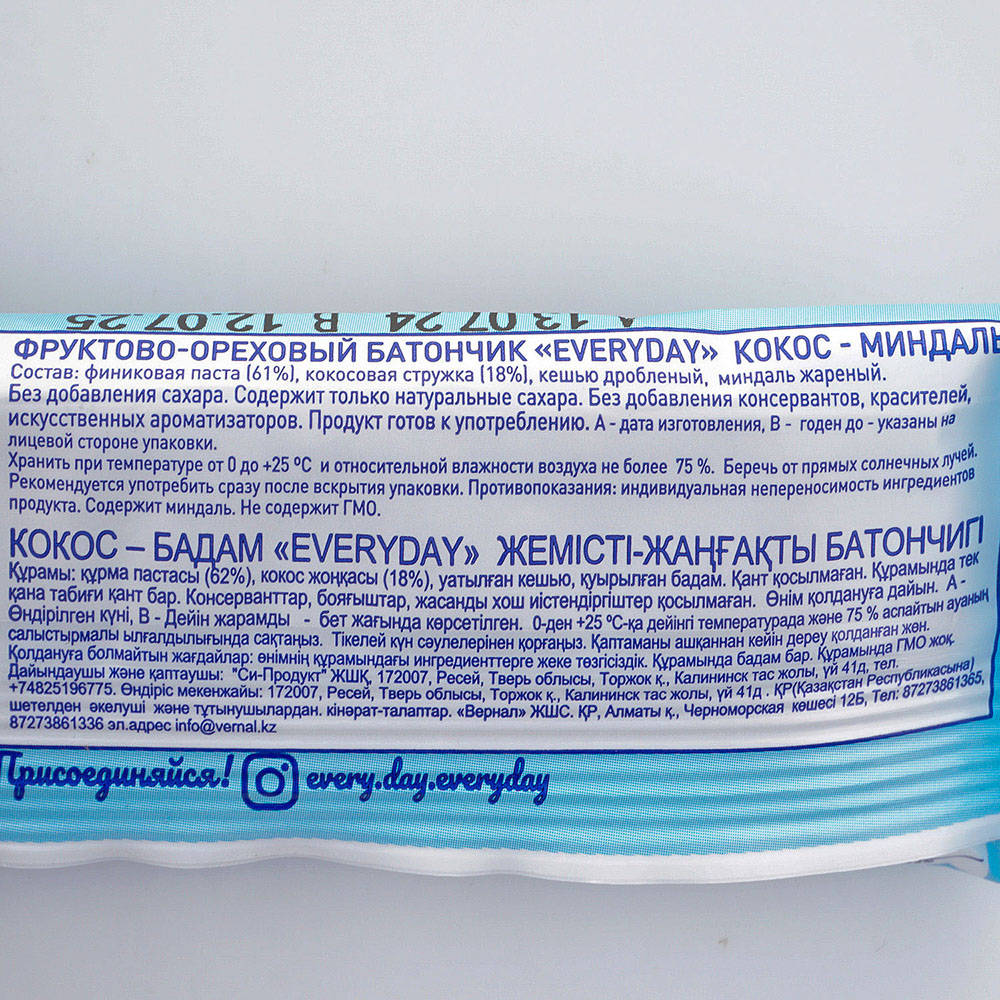 А 13.07.24 В 12.07.25
ФРУКТОВО-ОРЕХОВЫЙ БАТОНЧИК «EVERYDAY» КОКОС - МИНДАЛЬ
Состав: финиковая паста (61%), кокосовая стружка (18%), кешью дробленый, миндаль жареный.
Без добавления сахара. Содержит только натуральные сахара. Без добавления консервантов, красителей,
искусственных ароматизаторов. Продукт готов к употреблению. А - дата изготовления, В - годен до - указаны на
лицевой стороне упаковки.
Хранить при температуре от 0 до +25 ºС и относительной влажности воздуха не более 75 %. Беречь от прямых солнечных лучей.
Рекомендуется употребить сразу после вскрытия упаковки. Противопоказания: индивидуальная непереносимость ингредиентов
продукта. Содержит миндаль. Не содержит ГМО.
КОКОС – БАДАМ «EVERYDAY» ЖЕМІСТІ-ЖАҢҒАҚТЫ БАТОНЧИГІ
Құрамы: құрма пастасы (62%), кокос жоңқасы (18%), уатылған кешью, қуырылған бадам. Қант қосылмаған. Құрамында тек
қана табиғи қант бар. Консерванттар, бояғыштар, жасанды хош иістендіргіштер қосылмаған. Өнім қолдануға дайын. А -
Өндірілген күні, В - Дейін жарамды - бет жағында көрсетілген. 0-ден +25 ºС-қа дейінгі температурада және 75 % аспайтын ауаның
салыстырмалы ылғалдылығында сақтаңыз. Тікелей күн сәулелерінен қорғаңыз. Қаптаманы ашқаннан кейін дереу қолданған жөн.
Қолдануға болмайтын жағдайлар: өнімнің құрамындағы ингредиенттерге жеке төзгісіздік. Құрамында бадам бар. Құрамында ГМО жоқ.
Дайындаушы және қаптаушы: "Си-Продукт" ЖШҚ, 172007, Ресей, Тверь облысы, Торжок қ., Калининск тас жолы, үй 41д, тел.
+74825196775. Өндіріс мекенжайы: 172007, Ресей, Тверь облысы, Торжок қ., Калининск тас жолы, үй 41д . ҚР(Қазақстан Республикасына)
шетелден әкелуші және тұтынушылардан. кінәрат-талаптар. «Вернал» ЖШС. ҚР, Алматы қ., Черноморская көшесі 12Б, Тел: 87273861365,
87273861336 эл.адрес info@vernal.kz
Присоединяйся! every.day.everyday